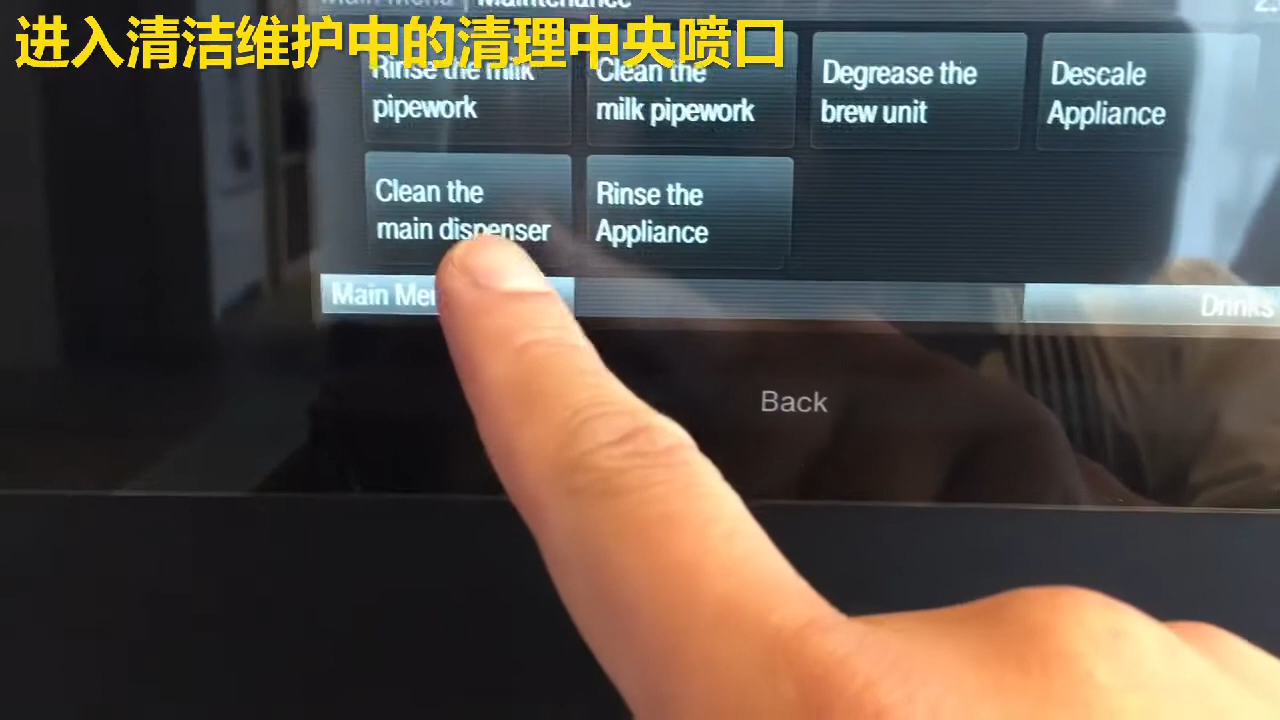 Main Menu | Maintenance
进入清洁维护中的清理中央喷口
Rinse the milk
pipework
Clean the
milk pipework
Degrease the
brew unit
Descale
Appliance
Clean the
main dispenser
Rinse the
Appliance
Main Me
Drinks
Back